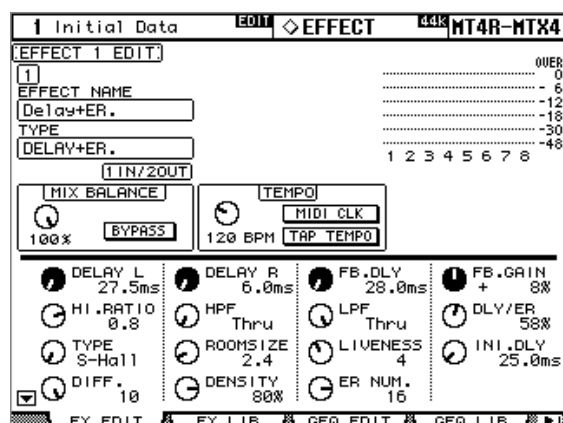 1 Initial Data EDIT ◇EFFECT 44k MT4R-MTX4
EFFECT 1 EDIT
1
EFFECT NAME
Delay+ER.
TYPE
DELAY+ER.
1IN/2OUT
OVER
0
- 6
-12
-18
-30
-48
1 2 3 4 5 6 7 8
MIX BALANCE
100%
BYPASS
TEMPO
120 BPM
MIDI CLK
TAP TEMPO
DELAY L
27.5ms
DELAY R
6.0ms
FB.DLY
28.0ms
FB.GAIN
+ 8%
HI.RATIO
0.8
HPF
Thru
LPF
Thru
DLY/ER
58%
TYPE
S-Hall
ROOMSIZE
2.4
LIVENESS
4
INI.DLY
25.0ms
DIFF.
10
DENSITY
80%
ER NUM.
16
FX EDIT FX LIB GEQ EDIT GEQ LIB